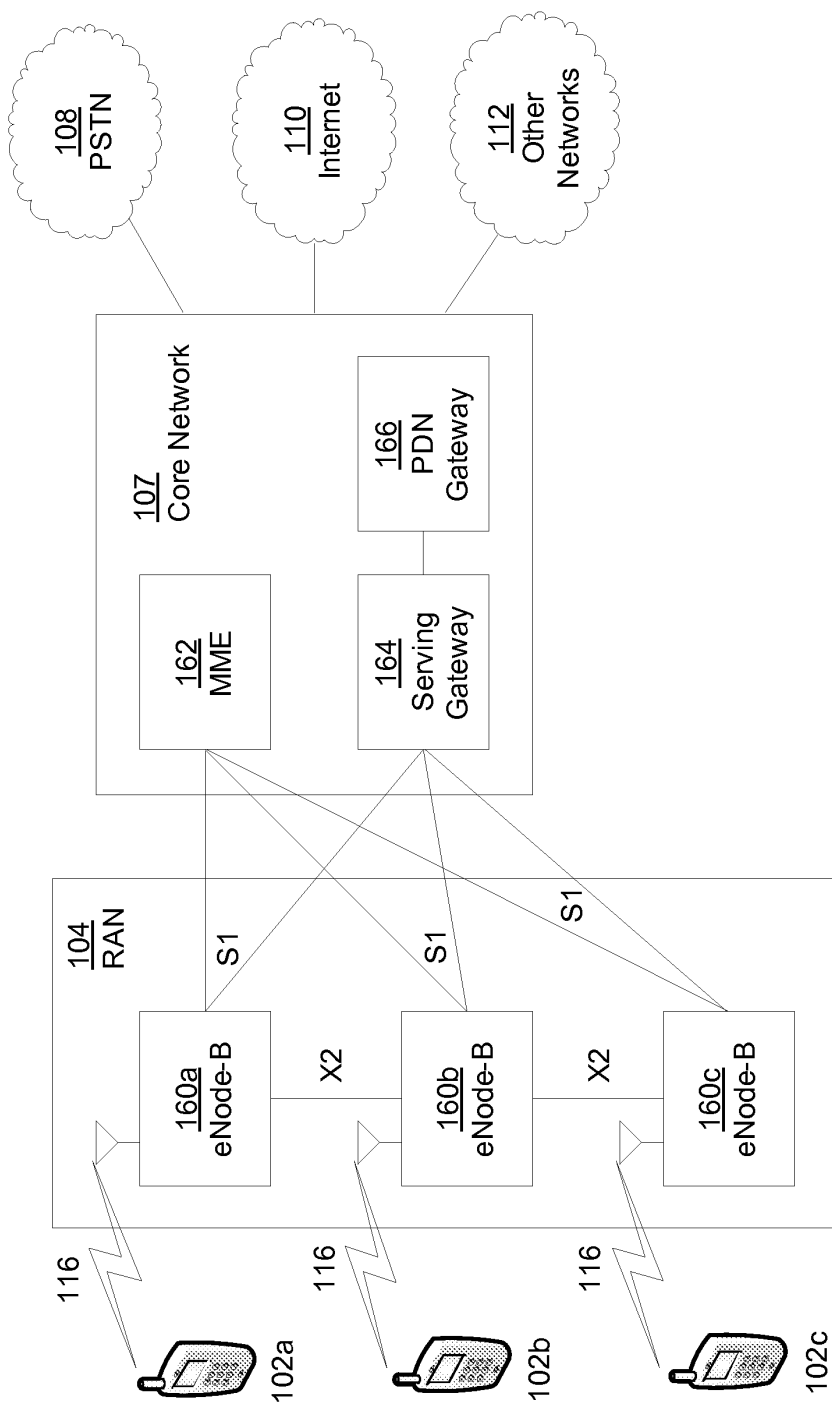 108
PSTN
110
Internet
112
Other
Networks
107
Core Network
162
MME
166
PDN
Gateway
164
Serving
Gateway
104
RAN
S1
S1
S1
160a
eNode-B
X2
160b
eNode-B
X2
160c
eNode-B
116
116
116
102a
102b
102c